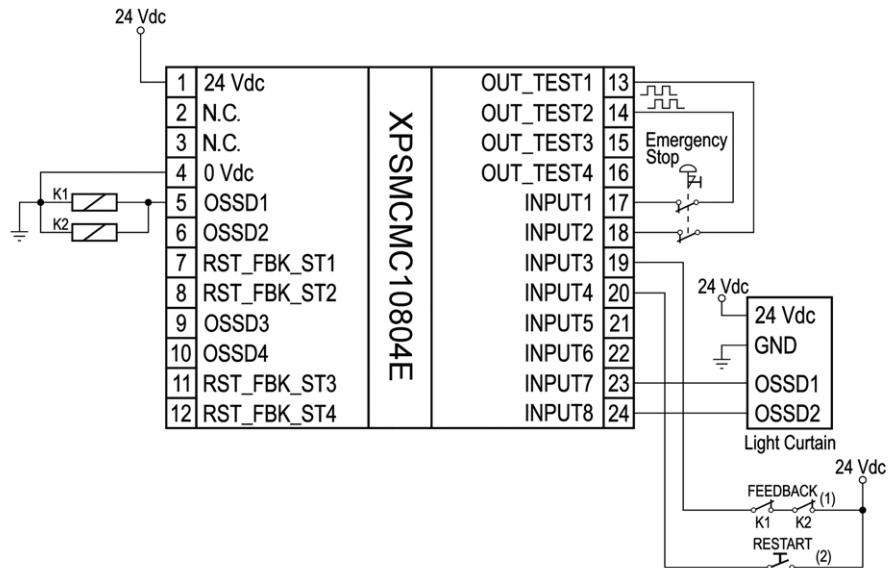 24 Vdc
1 24 Vdc
2 N.C.
3 N.C.
4 0 Vdc
5 OSSD1
6 OSSD2
7 RST_FBK_ST1
8 RST_FBK_ST2
9 OSSD3
10 OSSD4
11 RST_FBK_ST3
12 RST_FBK_ST4
K1
K2
XPSMCMC10804E
OUT_TEST1 13
OUT_TEST2 14
OUT_TEST3 15
OUT_TEST4 16
INPUT1 17
INPUT2 18
INPUT3 19
INPUT4 20
INPUT5 21
INPUT6 22
INPUT7 23
INPUT8 24
Emergency
Stop
24 Vdc
24 Vdc
GND
OSSD1
OSSD2
Light Curtain
24 Vdc
FEEDBACK (1)
K1 K2
RESTART
(2)